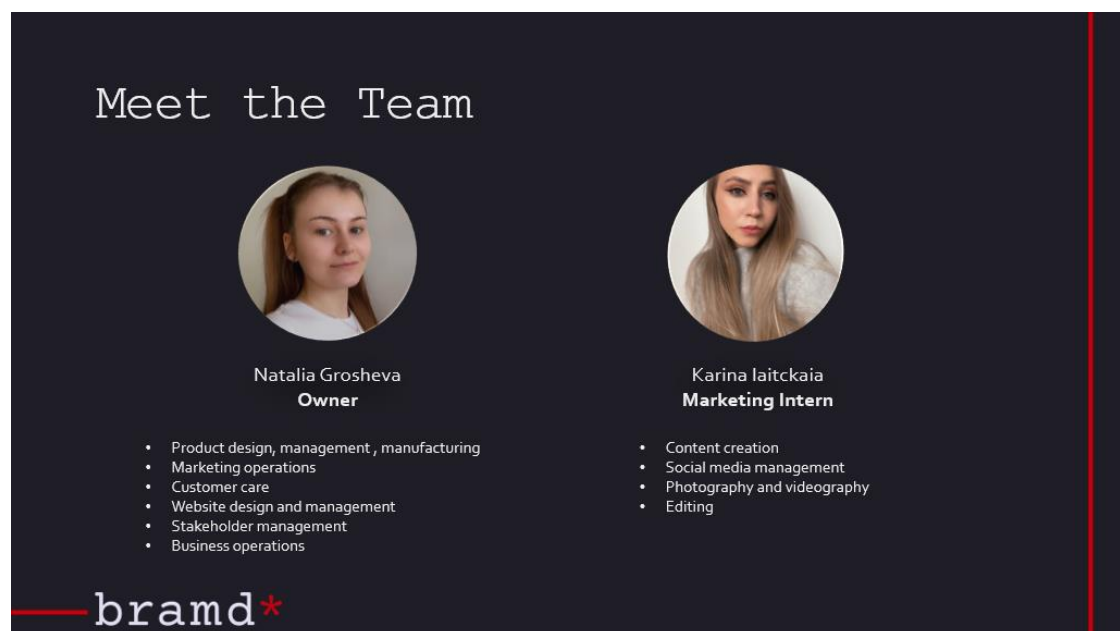 Meet the Team
Natalia Grosheva
Owner
• Product design, management , manufacturing
• Marketing operations
• Customer care
• Website design and management
• Stakeholder management
• Business operations
Karina Iaitckaia
Marketing Intern
• Content creation
• Social media management
• Photography and videography
• Editing
bramd*